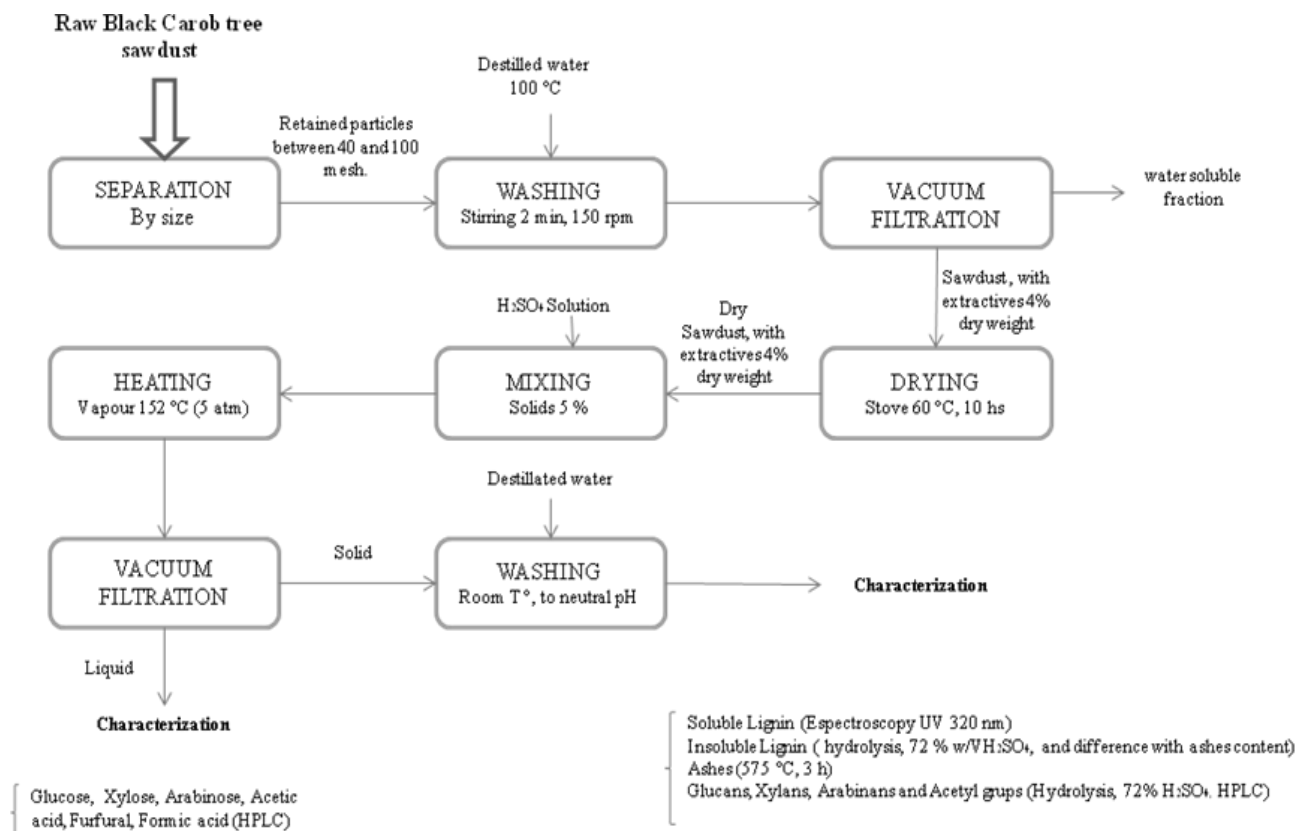 Raw Black Carob tree
sawdust
Destilled water
100 °C
Retained particles
between 40 and 100
mesh.
SEPARATION
By size
WASHING
Stirring 2 min, 150 rpm
VACUUM
FILTRATION
water soluble
fraction
Sawdust, with
extractives 4%
dry weight
H₂SO₄ Solution
Dry
Sawdust, with
extractives 4%
dry weight
HEATING
Vapour 152 °C (5 atm)
MIXING
Solids 5 %
DRYING
Stove 60 °C, 10 hs
Destillated water
VACUUM
FILTRATION
Solid
WASHING
Room Tº, to neutral pH
Characterization
Liquid
Characterization
Glucose, Xylose, Arabinose, Acetic
acid, Furfural, Formic acid (HPLC)
Soluble Lignin (Espectroscopy UV 320 nm)
Insoluble Lignin ( hydrolysis, 72 % w/VH₂SO₄, and difference with ashes content)
Ashes (575 °C, 3 h)
Glucans, Xylans, Arabinans and Acetyl grups (Hydrolysis, 72% H₂SO₄. HPLC)